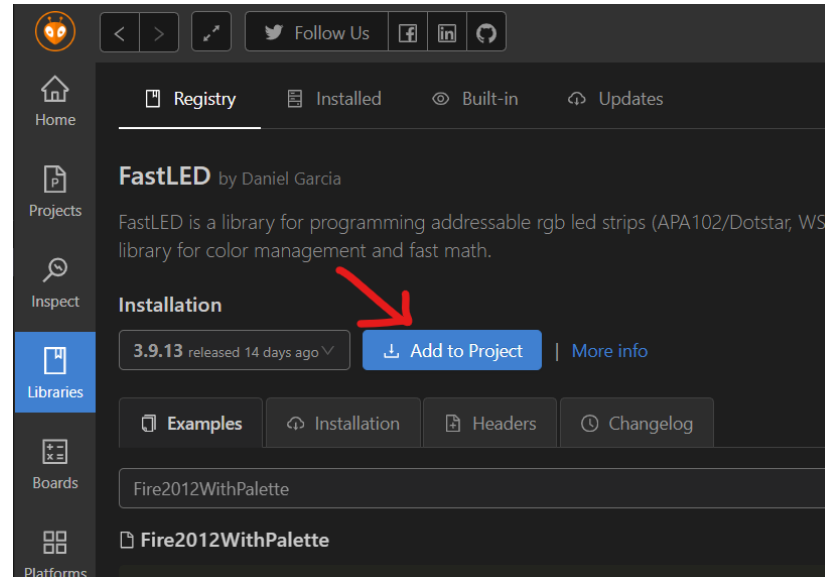 Follow Us
Home
Registry Installed Built-in Updates
FastLED by Daniel Garcia
Projects
FastLED is a library for programming addressable rgb led strips (APA102/Dotstar, WS
library for color management and fast math.
Inspect
Installation
3.9.13 released 14 days ago Add to Project | More info
Libraries
Examples Installation Headers Changelog
Boards
Fire2012WithPalette
Fire2012WithPalette
Platforms